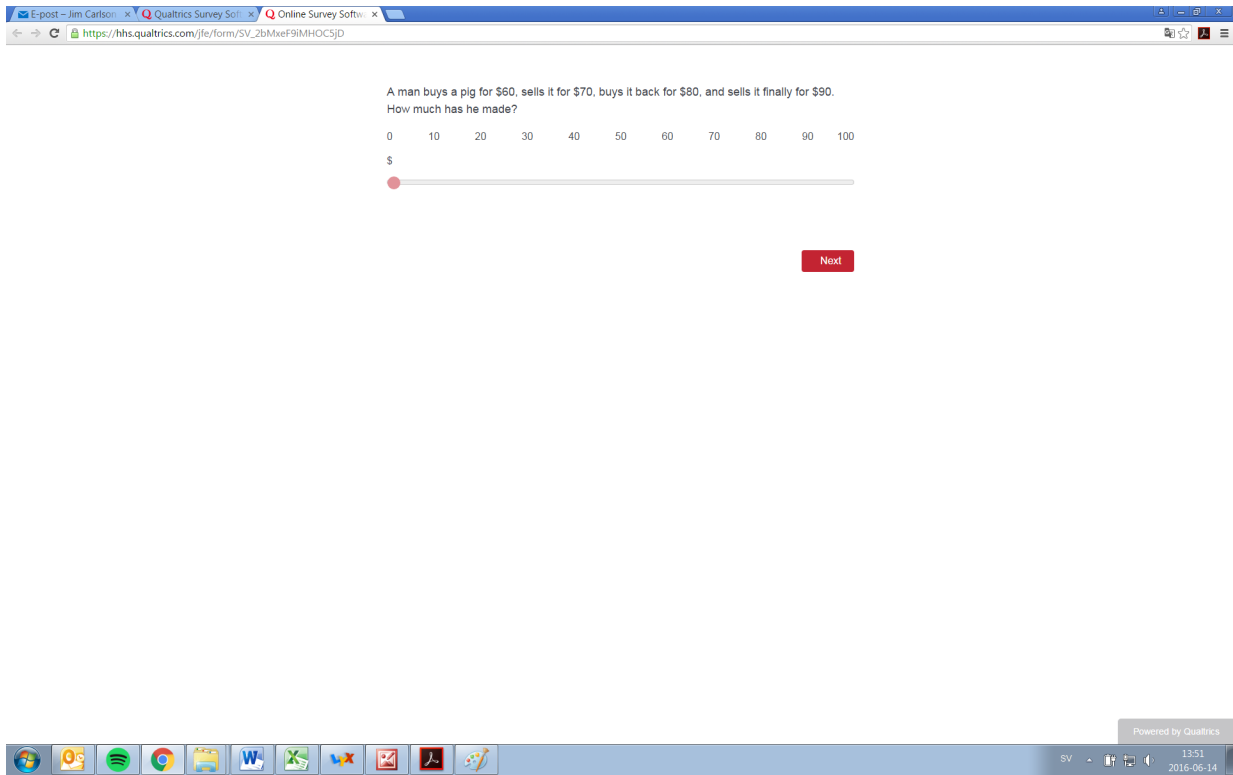 E-post – Jim Carlson
Qualtrics Survey Soft
Online Survey Softw
https://hhs.qualtrics.com/jfe/form/SV_2bMxeF9iMHOC5jD
A man buys a pig for $60, sells it for $70, buys it back for $80, and sells it finally for $90.
How much has he made?
0 10 20 30 40 50 60 70 80 90 100
$
Next
Powered by Qualtrics
SV
13:51
2016-06-14